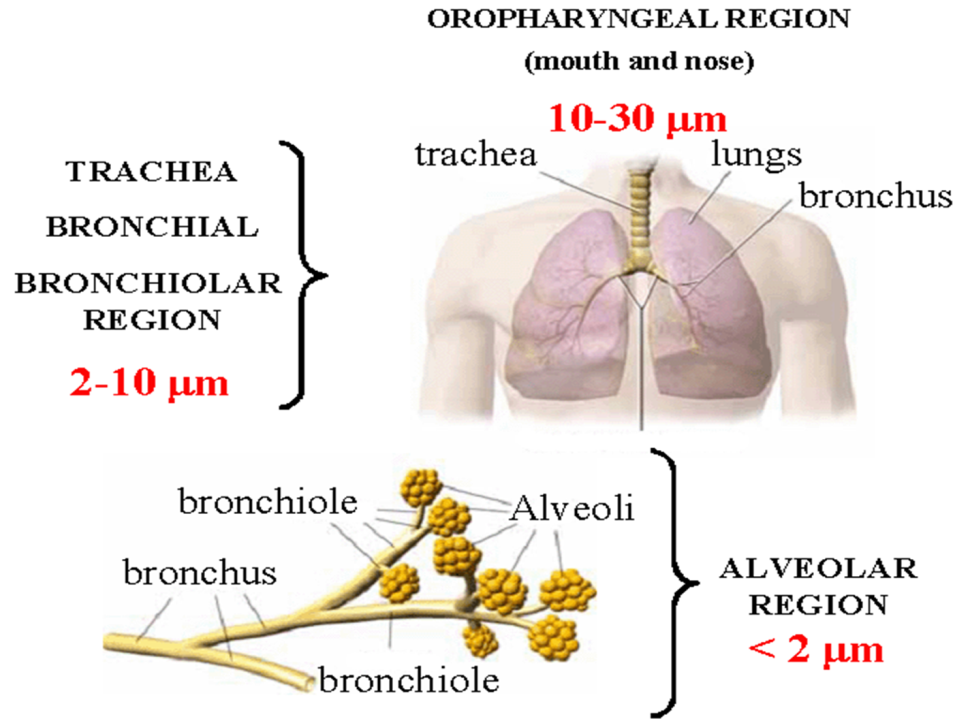 OROPHARYNGEAL REGION
(mouth and nose)
10-30 μm
trachea
lungs
bronchus
TRACHEA
BRONCHIAL
BRONCHIOLAR
REGION
2-10 μm
bronchiole
Alveoli
bronchus
bronchiole
ALVEOLAR
REGION
< 2 μm